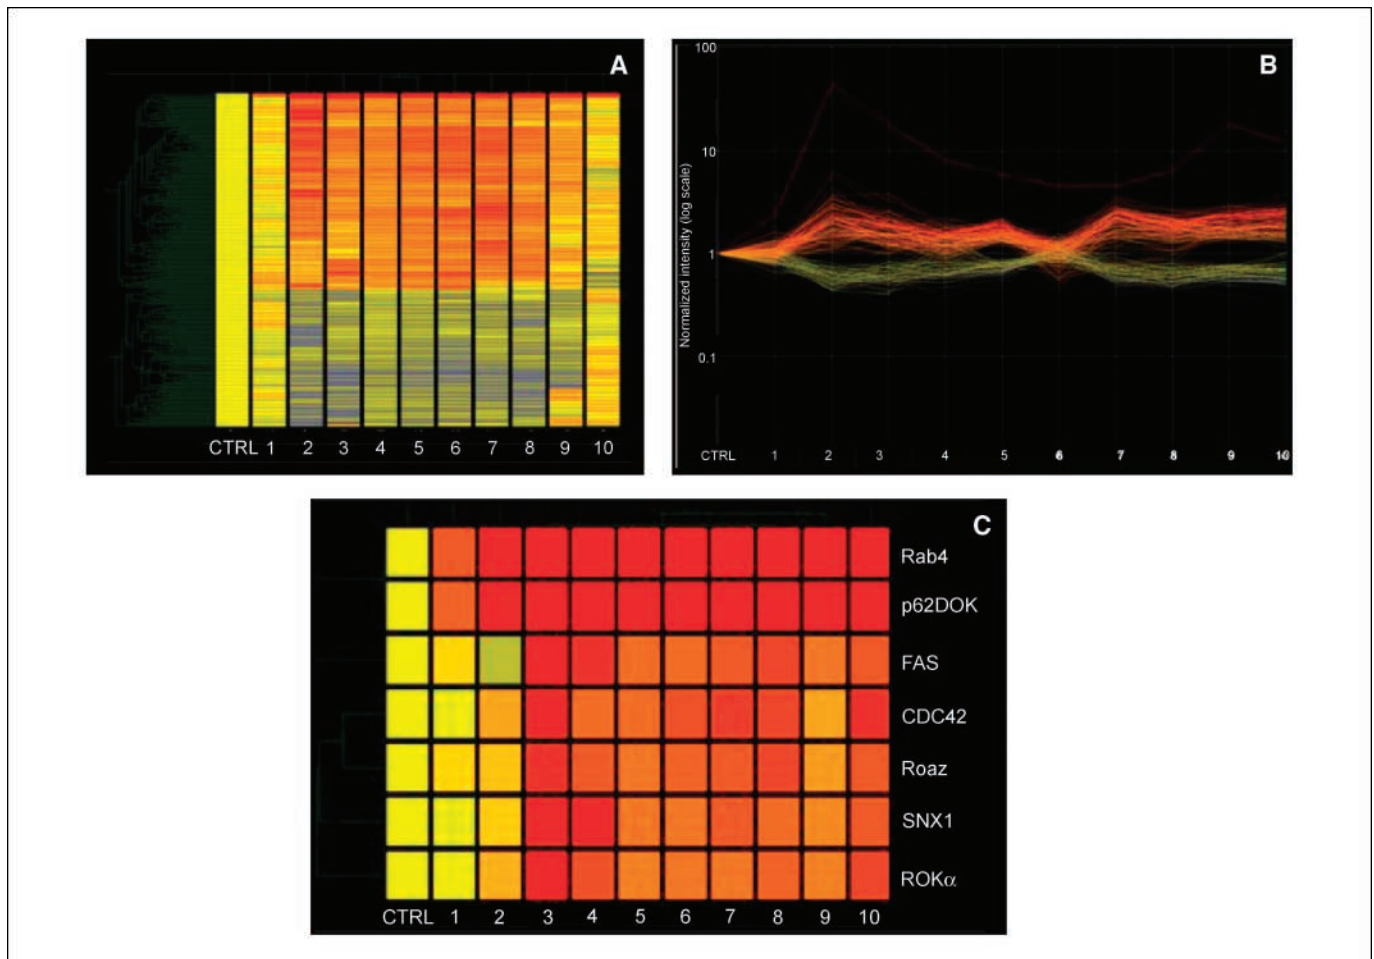 A
CTRL 1 2 3 4 5 6 7 8 9 10
B
Normalized intensity (log scale)
100
10
1
0.1
CTRL 1 2 3 4 5 6 7 8 9 10
C
Rab4
p62DOK
FAS
CDC42
Roaz
SNX1
ROKα
CTRL 1 2 3 4 5 6 7 8 9 10